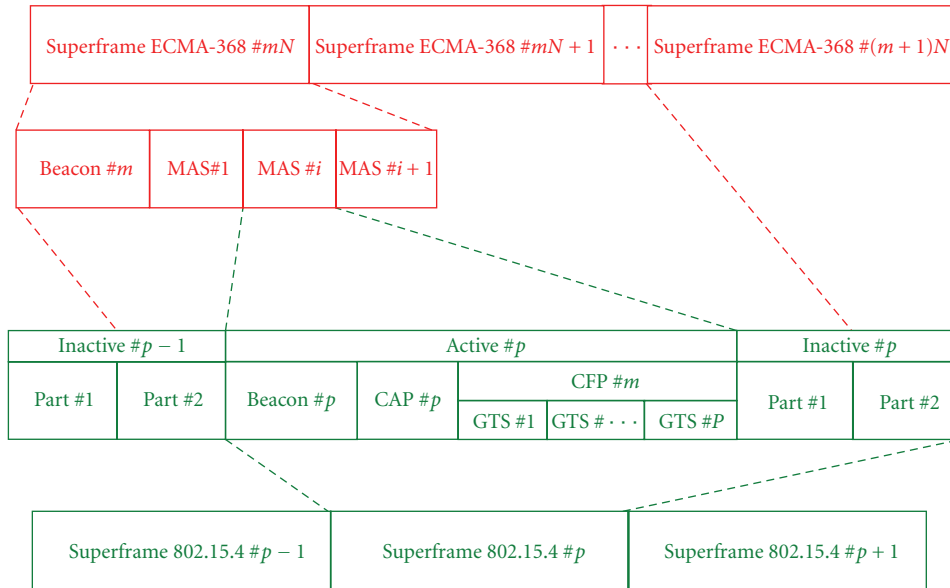 Superframe ECMA-368 #mN
Superframe ECMA-368 #mN + 1
· · ·
Superframe ECMA-368 #(m + 1)N
Beacon #m
MAS#1
MAS #i
MAS #i + 1
Inactive #p − 1
Active #p
Inactive #p
Part #1
Part #2
Beacon #p
CAP #p
CFP #m
Part #1
Part #2
GTS #1
GTS # · · ·
GTS #P
Superframe 802.15.4 #p − 1
Superframe 802.15.4 #p
Superframe 802.15.4 #p + 1